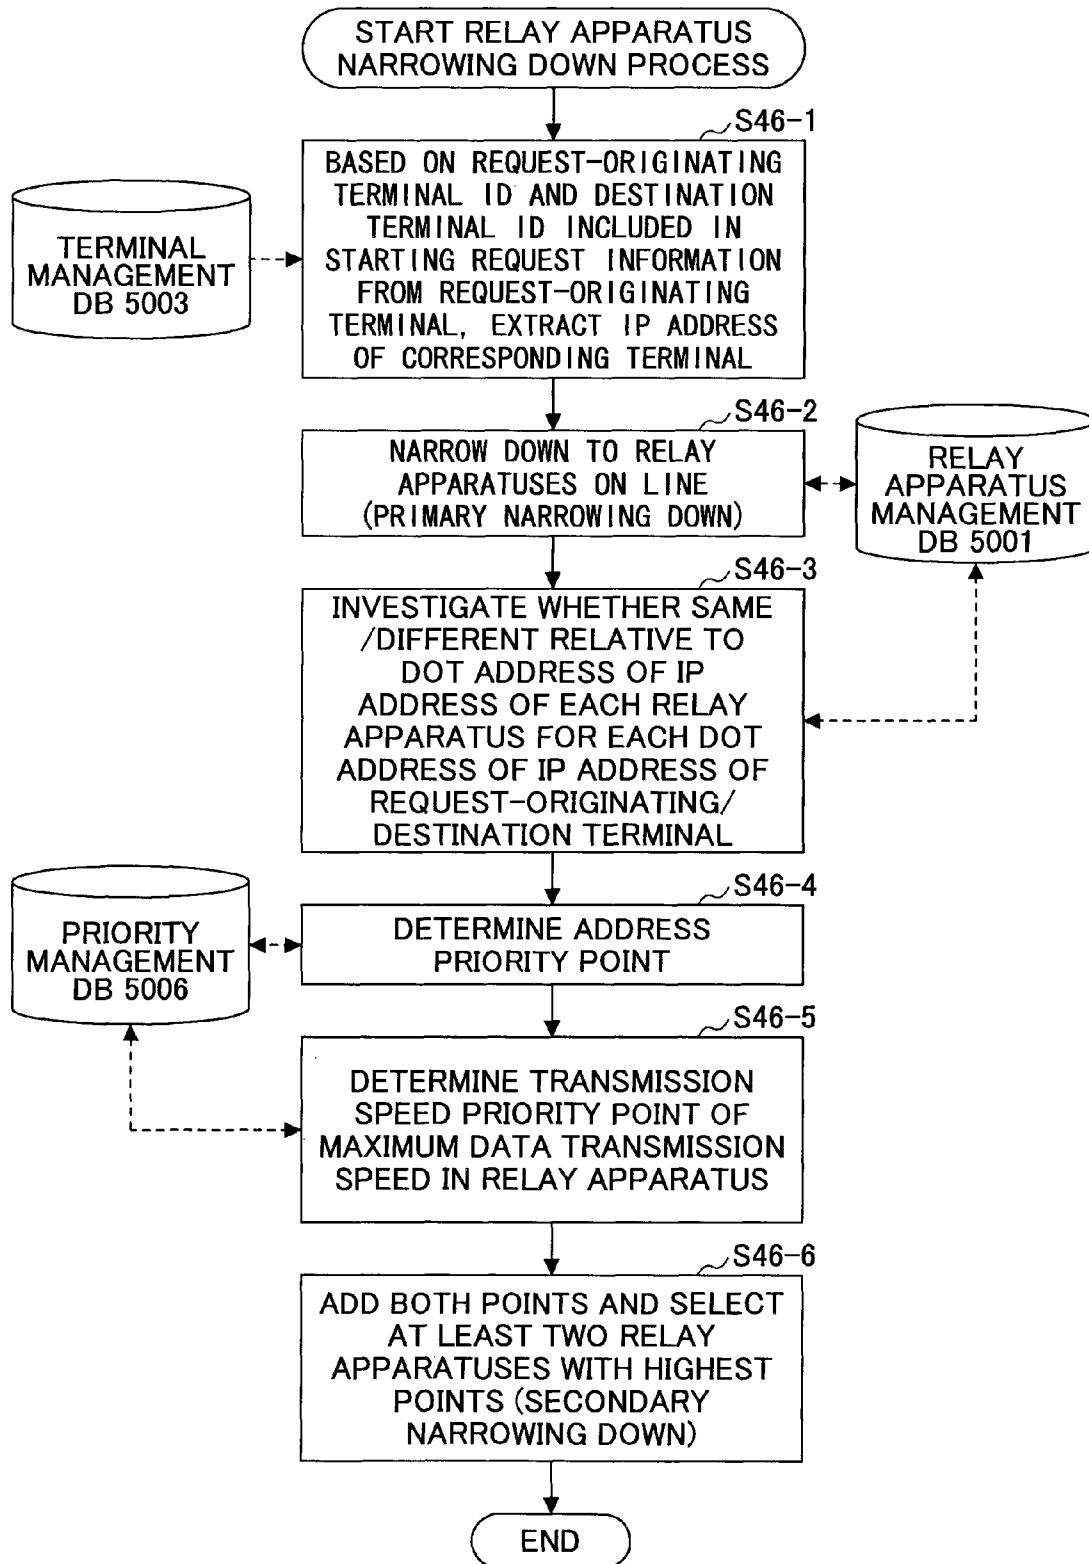 START RELAY APPARATUS
NARROWING DOWN PROCESS
S46-1
BASED ON REQUEST-ORIGINATING
TERMINAL ID AND DESTINATION
TERMINAL ID INCLUDED IN
STARTING REQUEST INFORMATION
FROM REQUEST-ORIGINATING
TERMINAL, EXTRACT IP ADDRESS
OF CORRESPONDING TERMINAL
TERMINAL
MANAGEMENT
DB 5003
S46-2
NARROW DOWN TO RELAY
APPARATUSES ON LINE
(PRIMARY NARROWING DOWN)
RELAY
APPARATUS
MANAGEMENT
DB 5001
S46-3
INVESTIGATE WHETHER SAME
/DIFFERENT RELATIVE TO
DOT ADDRESS OF IP
ADDRESS OF EACH RELAY
APPARATUS FOR EACH DOT
ADDRESS OF IP ADDRESS OF
REQUEST-ORIGINATING/
DESTINATION TERMINAL
S46-4
DETERMINE ADDRESS
PRIORITY POINT
PRIORITY
MANAGEMENT
DB 5006
S46-5
DETERMINE TRANSMISSION
SPEED PRIORITY POINT OF
MAXIMUM DATA TRANSMISSION
SPEED IN RELAY APPARATUS
S46-6
ADD BOTH POINTS AND SELECT
AT LEAST TWO RELAY
APPARATUSES WITH HIGHEST
POINTS (SECONDARY
NARROWING DOWN)
END